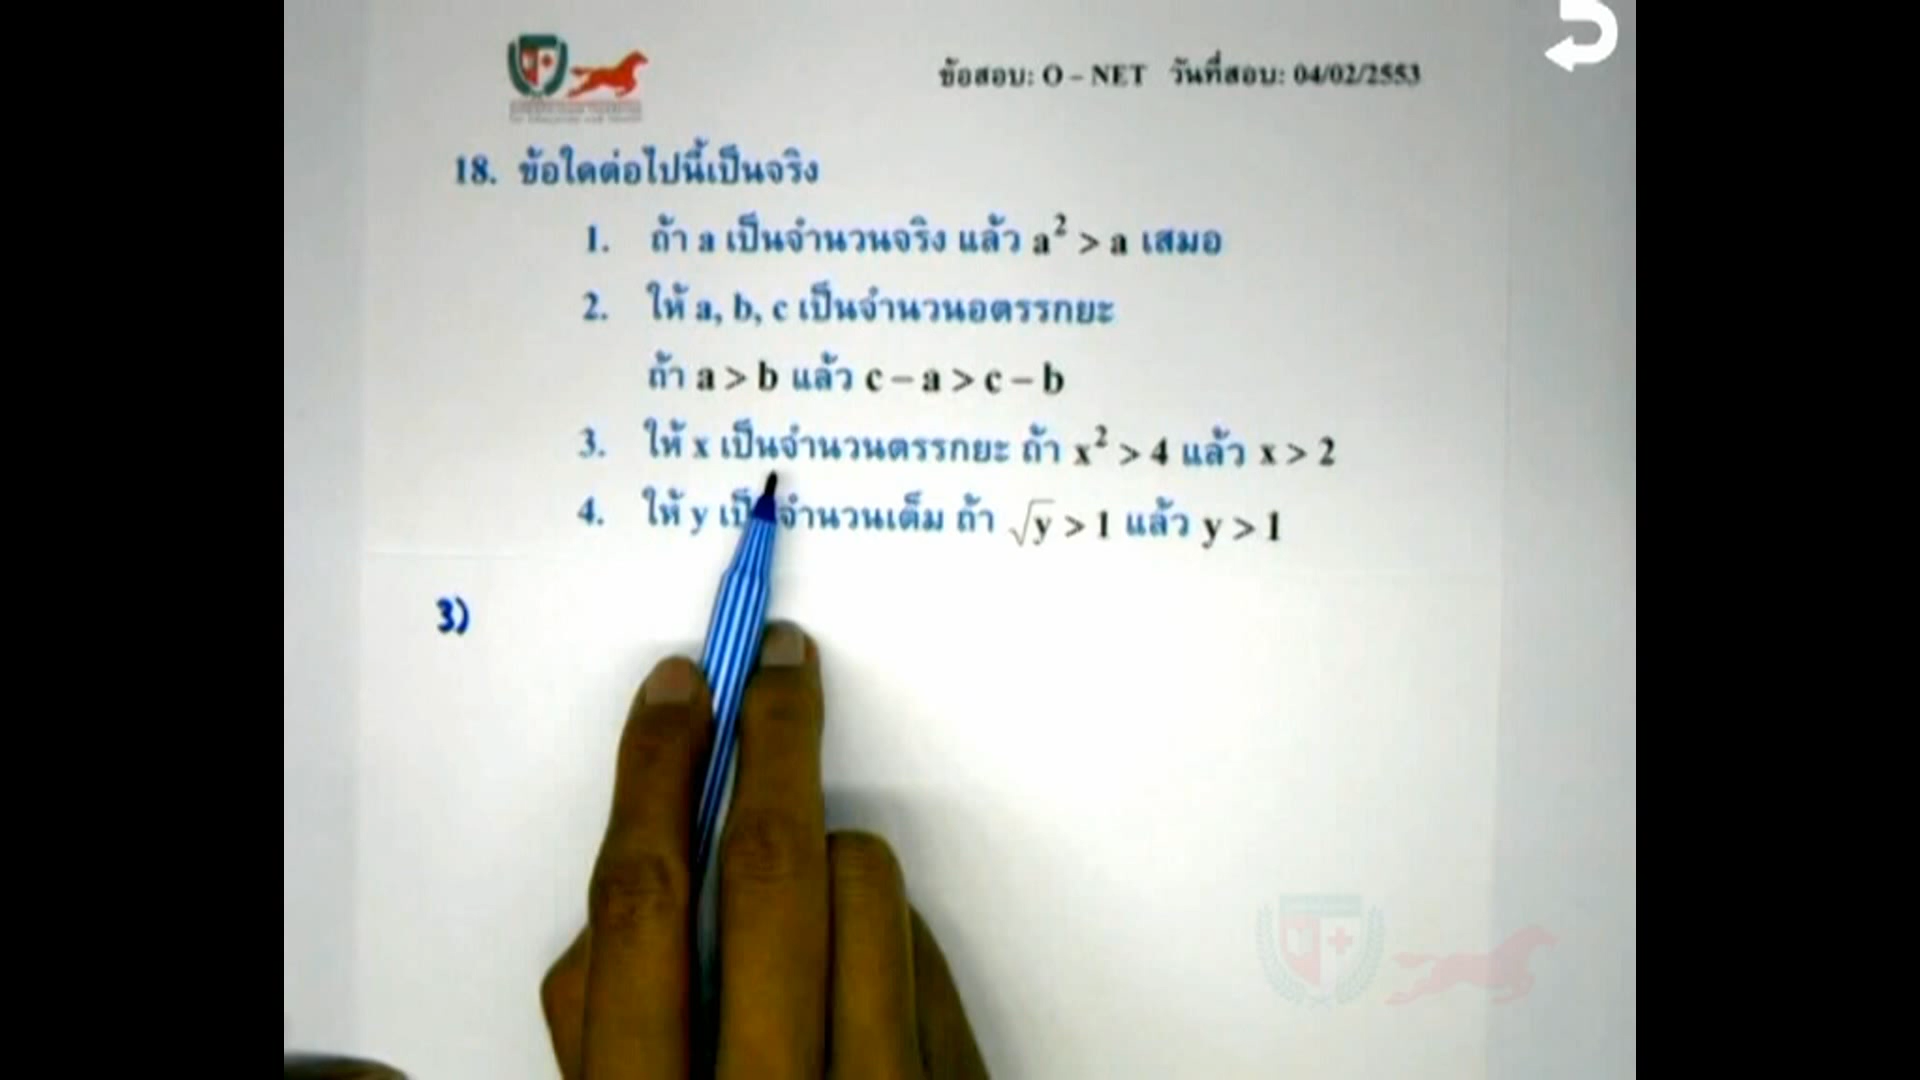 ข้อสอบ: O – NET วันที่สอบ: 04/02/2553
18. ข้อใดต่อไปนี้เป็นจริง
1. ถ้า a เป็นจำนวนจริง แล้ว a² > a เสมอ
2. ให้ a, b, c เป็นจำนวนอตรรกยะ
ถ้า a > b แล้ว c – a > c – b
3. ให้ x เป็นจำนวนตรรกยะ ถ้า x² > 4 แล้ว x > 2
4. ให้ y เป็นจำนวนเต็ม ถ้า √y > 1 แล้ว y > 1
3)